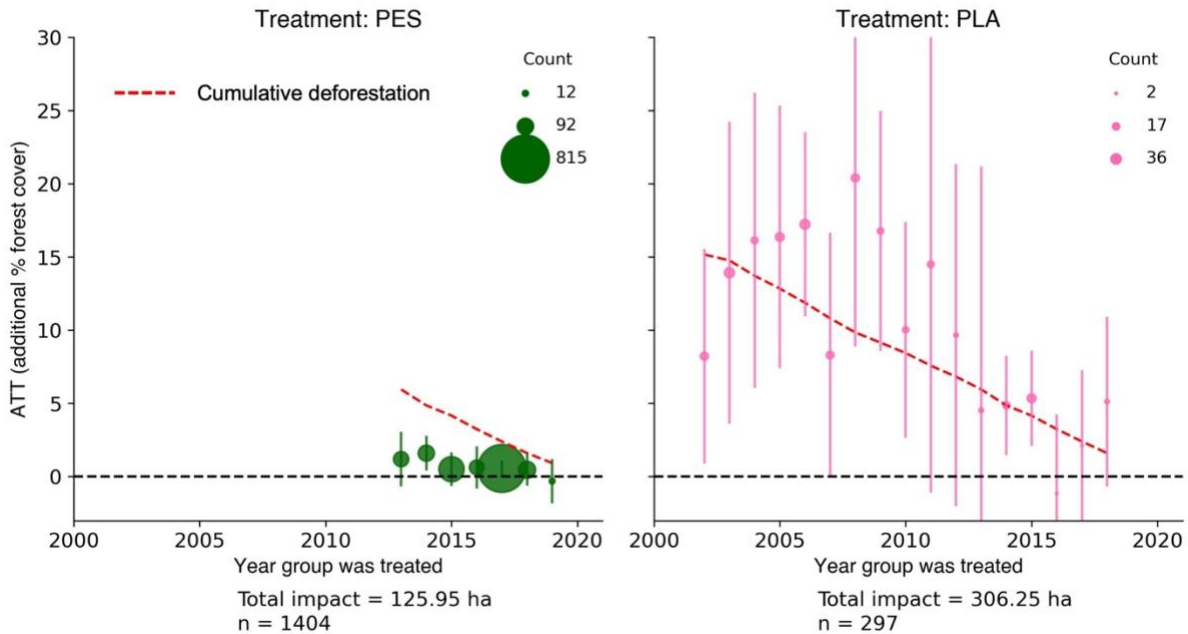 Treatment: PES
30
25
20
15
10
5
0
ATT (additional % forest cover)
Cumulative deforestation
Count
12
92
815
2000 2005 2010 2015 2020
Year group was treated
Total impact = 125.95 ha
n = 1404
Treatment: PLA
Count
2
17
36
2000 2005 2010 2015 2020
Year group was treated
Total impact = 306.25 ha
n = 297